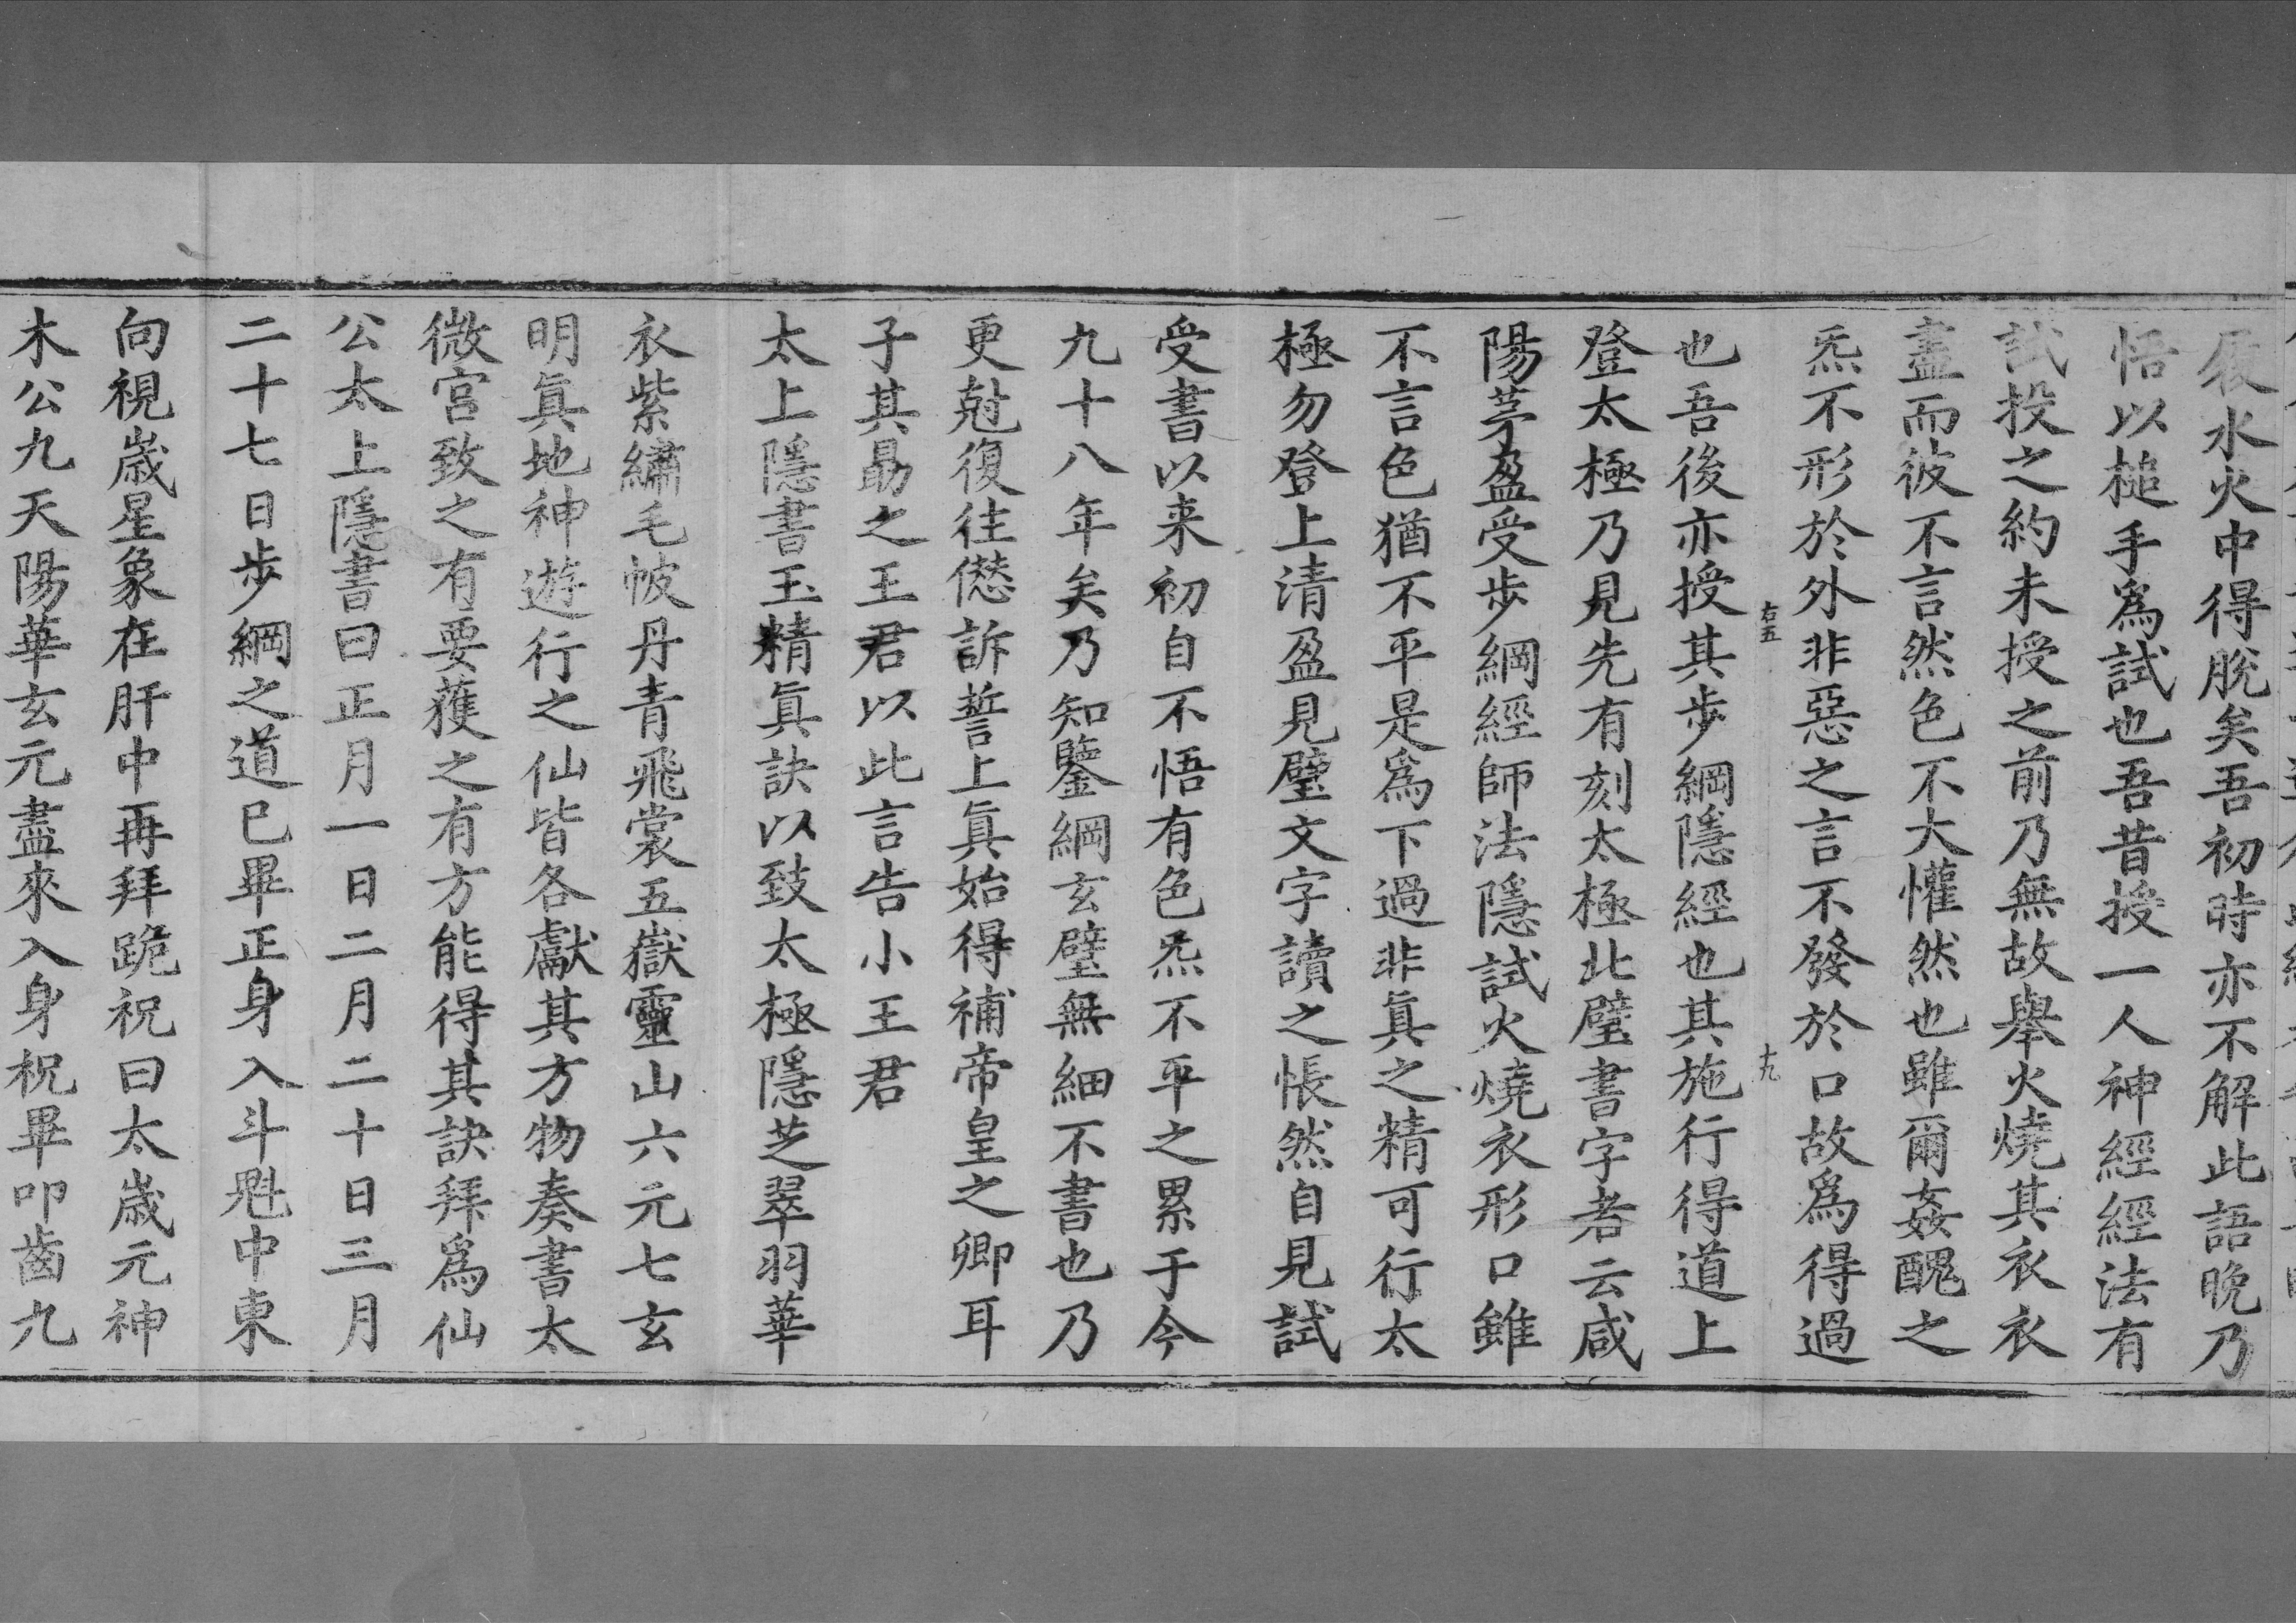 展水火中得脫矣吾初時亦不解此語晚乃
悟以槌手爲試也吾昔授一人神經經法有
試投之約未授之前乃無故舉火燒其衣衣
盡而彼不言然色不大懽然也雖爾姦醜之
炁不形於外非惡之言不發於口故爲得過
右五 十九
也吾後亦授其步綱隱經也其施行得道上
登太極乃見先有刻太極北壁書字者云咸
陽茅盈受步綱經師法隱試火燒衣形口雖
不言色猶不平是爲下過非眞之精可行太
極勿登上清盈見壁文字讀之悵然自見試
受書以来初自不悟有色炁不平之累于今
九十八年矣乃知鑒綱玄壁無細不書也乃
更尅復往僁訴誓上眞始得補帝皇之卿耳
子其勗之王君以此言告小王君
太上隱書玉精眞訣以致太極隱芝翠羽華
衣紫繡毛帔丹青飛裳五嶽靈山六元七玄
明眞地神遊行之仙皆各獻其方物奏書太
微宮致之有要獲之有方能得其訣拜爲仙
公太上隱書曰正月一日二月二十日三月
二十七日步綱之道已畢正身入斗魁中東
向視歲星象在肝中再拜跪祝曰太歲元神
木公九天陽華玄元盡來入身祝畢叩齒九